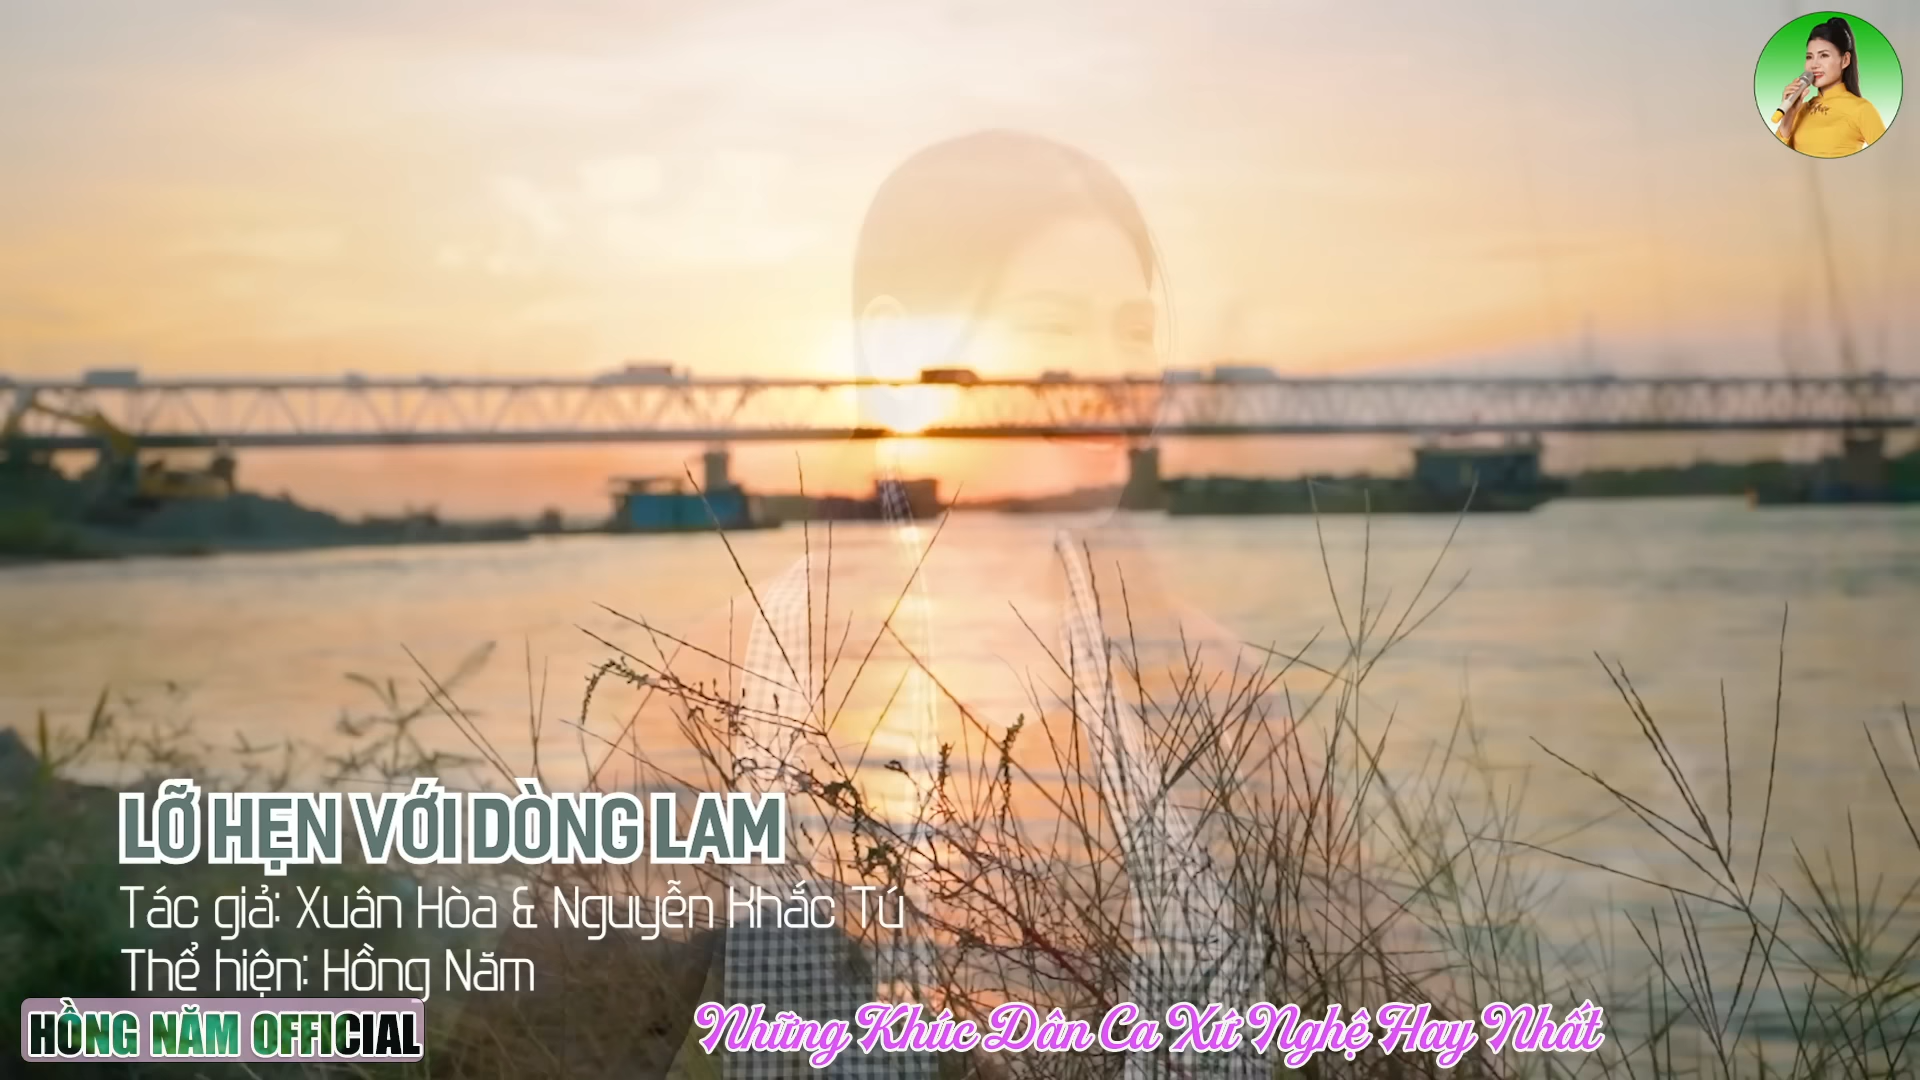 LỠ HẸN VỚI DÒNG LAM
Tác giả: Xuân Hòa & Nguyễn Khắc Tú
Thể hiện: Hồng Năm
HỒNG NĂM OFFICIAL
Những Khúc Dân Ca Xứ Nghệ Hay Nhất